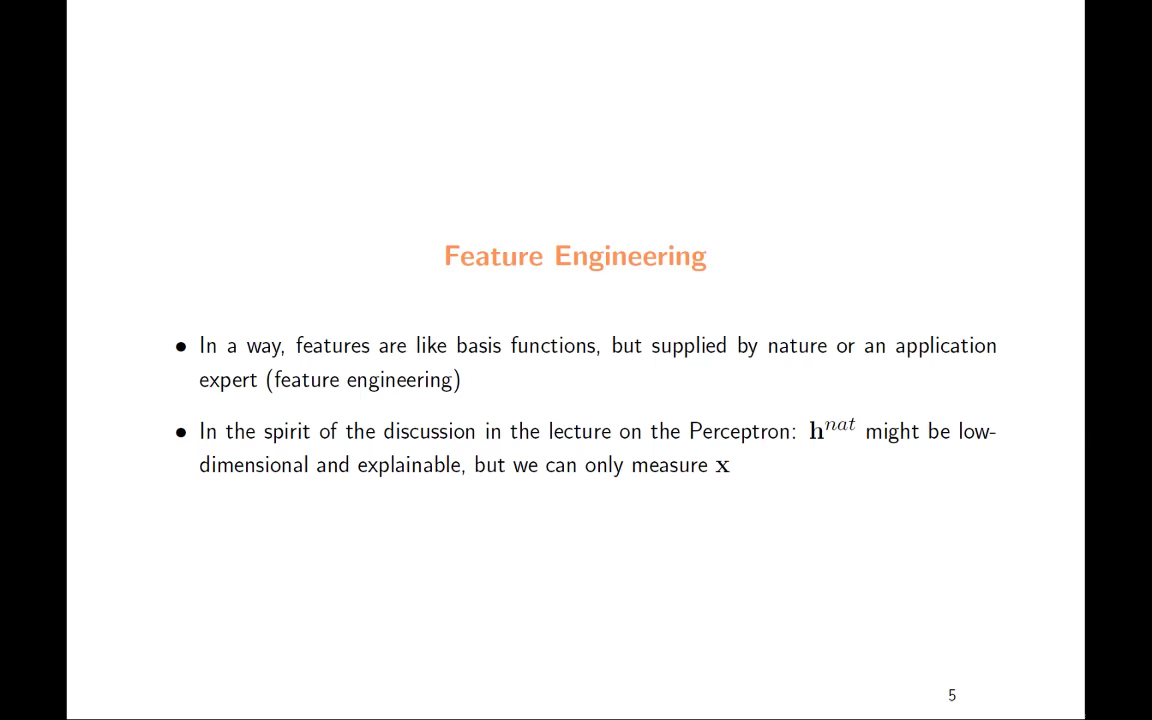 Feature Engineering
• In a way, features are like basis functions, but supplied by nature or an application
expert (feature engineering)
• In the spirit of the discussion in the lecture on the Perceptron: h^nat might be low-
dimensional and explainable, but we can only measure x
5